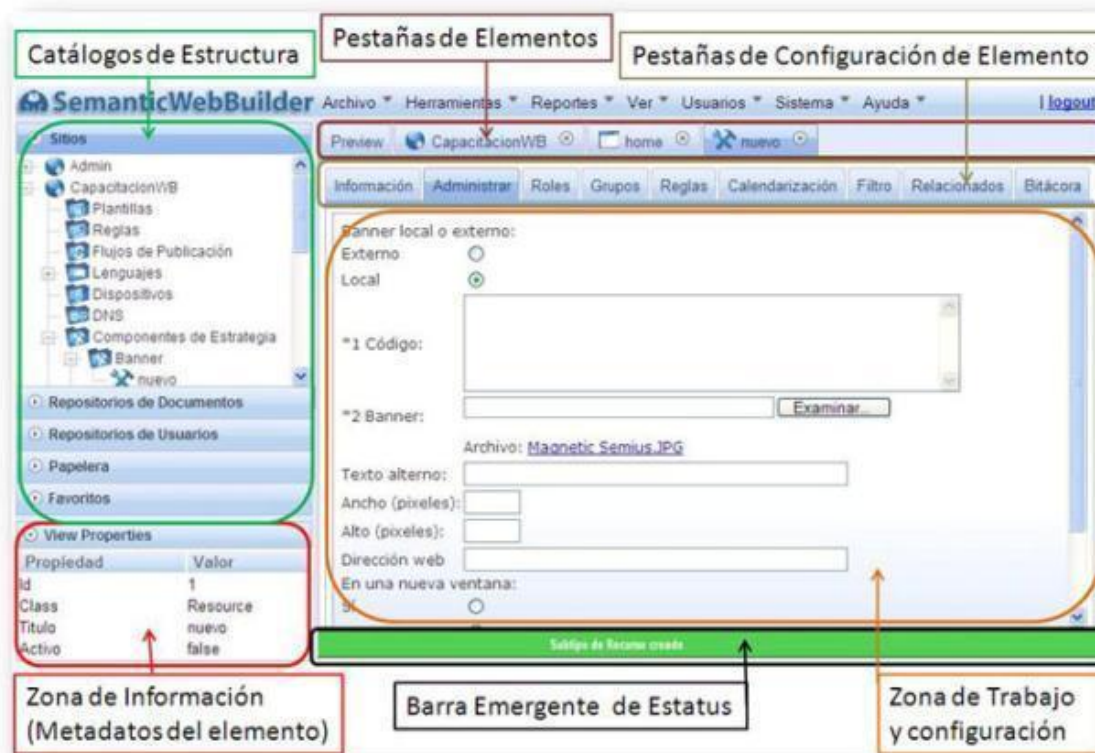 Catálogos de Estructura
Pestañas de Elementos
Pestañas de Configuración de Elemento
SemanticWebBuilder
Archivo Herramientas Reportes Ver Usuarios Sistema Ayuda | logout
Sitios
Admin
CapacitacionWB
Plantillas
Reglas
Flujos de Publicación
Lenguajes
Dispositivos
DNS
Componentes de Estrategia
Banner
nuevo
Repositorios de Documentos
Repositorios de Usuarios
Papelera
Favoritos
View Properties
Propiedad Valor
Id 1
Class Resource
Titulo nuevo
Activo false
Preview CapacitacionWB home nuevo
Información Administrar Roles Grupos Reglas Calendarización Filtro Relacionados Bitácora
Banner local o externo:
Externo
Local
*1 Código:
*2 Banner:
Examinar...
Archivo: Magnetic Semius.JPG
Texto alterno:
Ancho (pixeles):
Alto (pixeles):
Dirección web
En una nueva ventana:
Subtipo de Recurso creado
Zona de Información
(Metadatos del elemento)
Barra Emergente de Estatus
Zona de Trabajo
y configuración